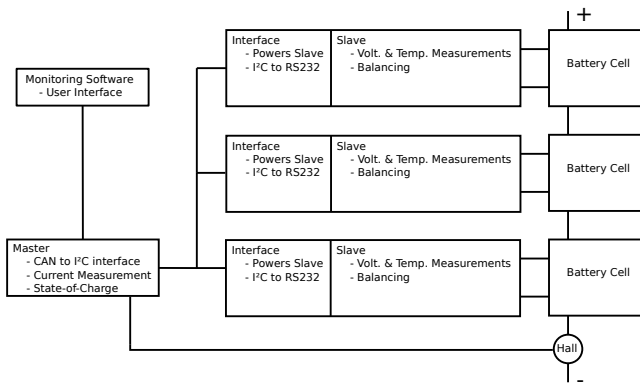 +
Interface
- Powers Slave
- I²C to RS232
Slave
- Volt. & Temp. Measurements
- Balancing
Battery Cell
Monitoring Software
- User Interface
Interface
- Powers Slave
- I²C to RS232
Slave
- Volt. & Temp. Measurements
- Balancing
Battery Cell
Master
- CAN to I²C interface
- Current Measurement
- State-of-Charge
Interface
- Powers Slave
- I²C to RS232
Slave
- Volt. & Temp. Measurements
- Balancing
Battery Cell
Hall
-